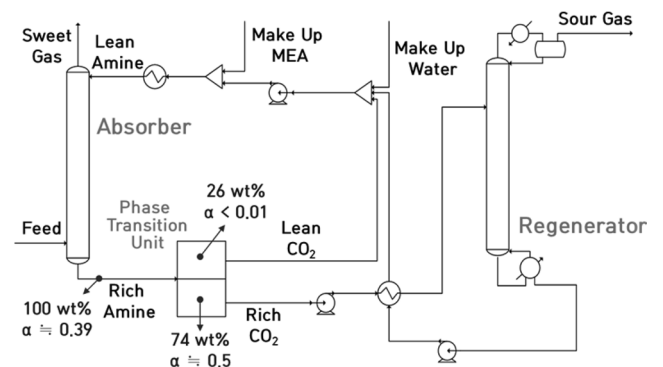 Sweet
Gas
Lean
Amine
Make Up
MEA
Make Up
Water
Sour Gas
Absorber
Feed
Phase
Transition
Unit
26 wt%
α < 0.01
Lean
CO₂
Regenerator
Rich
Amine
100 wt%
α ≒ 0.39
74 wt%
α ≒ 0.5
Rich
CO₂